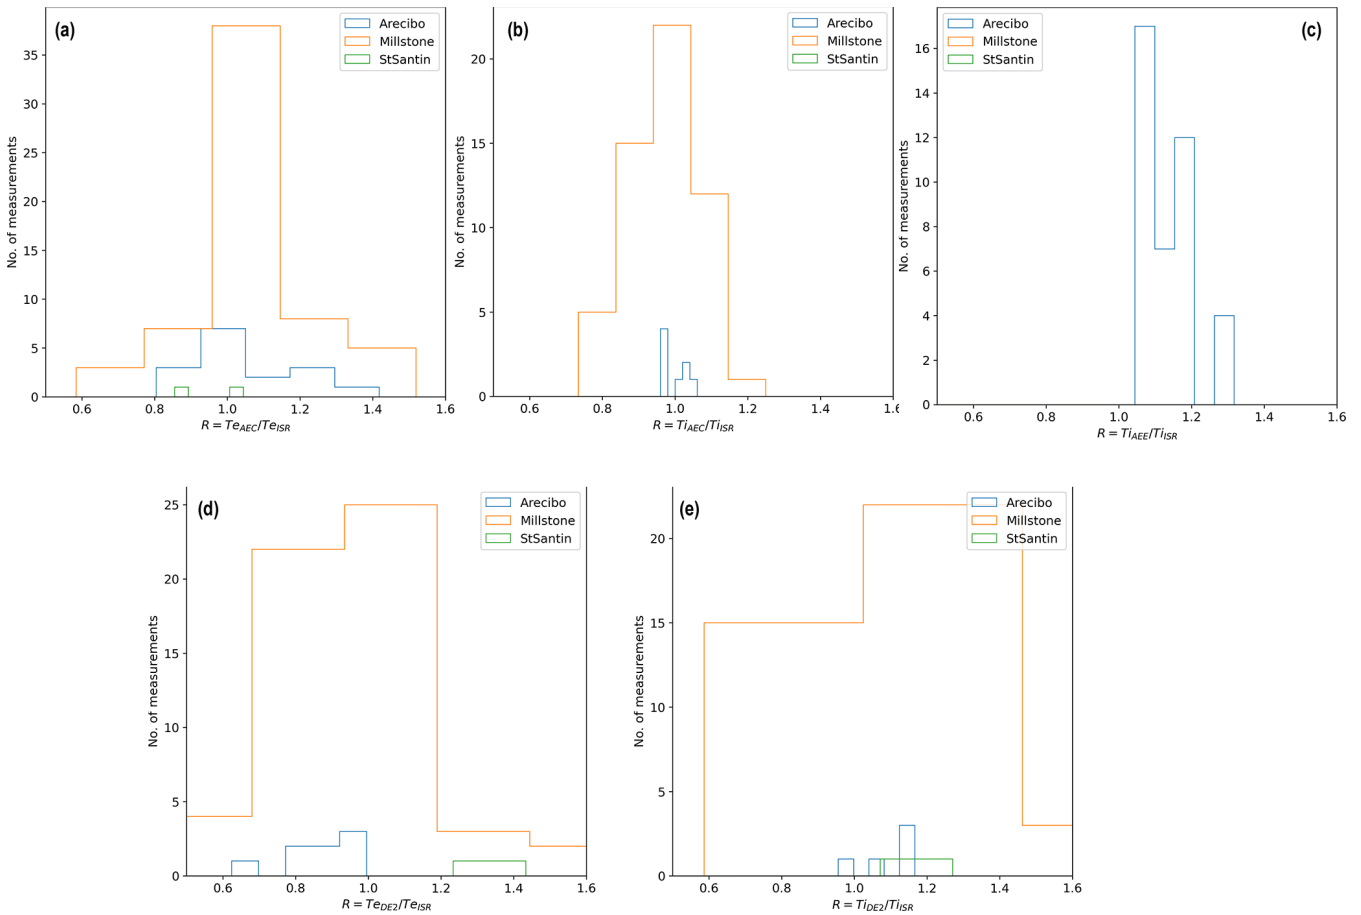 (a)
Arecibo
Millstone
StSantin
No. of measurements
35
30
25
20
15
10
5
0
0.6 0.8 1.0 1.2 1.4 1.6
R = Te_AEC/Te_ISR
(b)
Arecibo
Millstone
StSantin
No. of measurements
20
15
10
5
0
0.6 0.8 1.0 1.2 1.4 1.6
R = Ti_AEC/Ti_ISR
(c)
Arecibo
Millstone
StSantin
No. of measurements
16
14
12
10
8
6
4
2
0
0.6 0.8 1.0 1.2 1.4 1.6
R = Ti_AEE/Ti_ISR
(d)
Arecibo
Millstone
StSantin
No. of measurements
25
20
15
10
5
0
0.6 0.8 1.0 1.2 1.4 1.6
R = Te_DE2/Te_ISR
(e)
Arecibo
Millstone
StSantin
No. of measurements
20
15
10
5
0
0.6 0.8 1.0 1.2 1.4 1.6
R = Ti_DE2/Ti_ISR